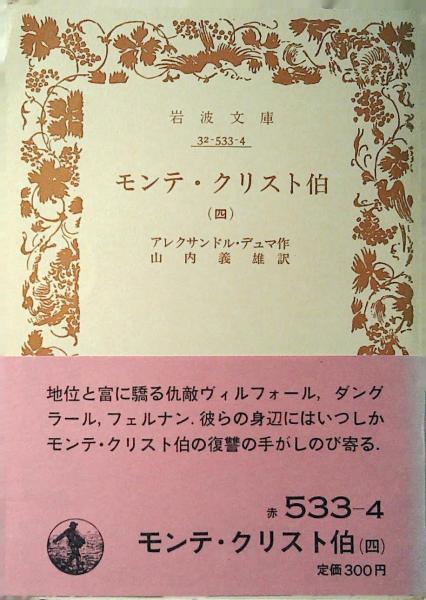 岩波文庫
32-533-4
モンテ・クリスト伯
(四)
アレクサンドル・デュマ作
山内義雄訳
地位と富に驕る仇敵ヴィルフォール, ダング
ラール, フェルナン. 彼らの身辺にはいつしか
モンテ・クリスト伯の復讐の手がしのび寄る.
赤 533-4
モンテ・クリスト伯(四)
定価300円